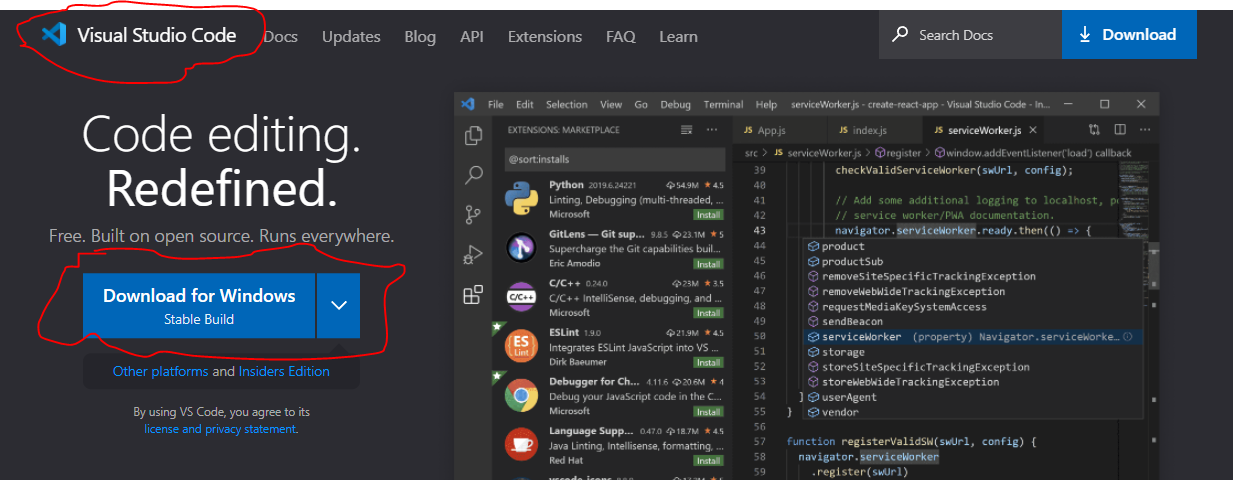 Visual Studio Code Docs Updates Blog API Extensions FAQ Learn Search Docs Download
Code editing.
Redefined.
Free. Built on open source. Runs everywhere.
Download for Windows
Stable Build
Other platforms and Insiders Edition
By using VS Code, you agree to its
license and privacy statement.
File Edit Selection View Go Debug Terminal Help serviceWorker.js - create-react-app - Visual Studio Code - In...
EXTENSIONS: MARKETPLACE
@sort:installs
Python 2019.6.24221 54.9M 4.5
Linting, Debugging (multi-threaded, ...
Microsoft Install
GitLens — Git sup... 9.8.5 23.1M 5
Supercharge the Git capabilities buil...
Eric Amodio Install
C/C++ 0.24.0 23M 3.5
C/C++ IntelliSense, debugging, and ...
Microsoft Install
ESLint 1.9.0 21.9M 4.5
Integrates ESLint JavaScript into VS ...
Dirk Baeumer Install
Debugger for Ch... 4.11.6 20.6M 4
Debug your JavaScript code in the C...
Microsoft Install
Language Supp... 0.47.0 18.7M 4.5
Java Linting, Intellisense, formatting, ...
Red Hat Install
vscode-icons
JS App.js JS index.js JS serviceWorker.js
src > JS serviceWorker.js > register > window.addEventListener('load') callback
39 checkValidServiceWorker(swUrl, config);
40
41 // Add some additional logging to localhost, po
42 // service worker/PWA documentation.
43 navigator.serviceWorker.ready.then(() => {
44 product
45 productSub
46 removeSiteSpecificTrackingException
47 removeWebWideTrackingException
48 requestMediaKeySystemAccess
49 sendBeacon
50 serviceWorker (property) Navigator.serviceWorke...
51 storage
52 storeSiteSpecificTrackingException
53 storeWebWideTrackingException
54 ] userAgent
55 } vendor
56
57 function registerValidSW(swUrl, config) {
58 navigator.serviceWorker
59 .register(swUrl)